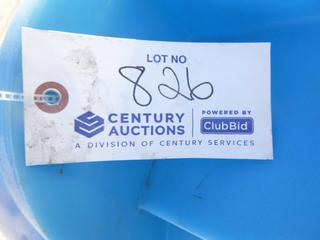 LOT NO
826
CENTURY AUCTIONS
POWERED BY
ClubBid
A DIVISION OF CENTURY SERVICES